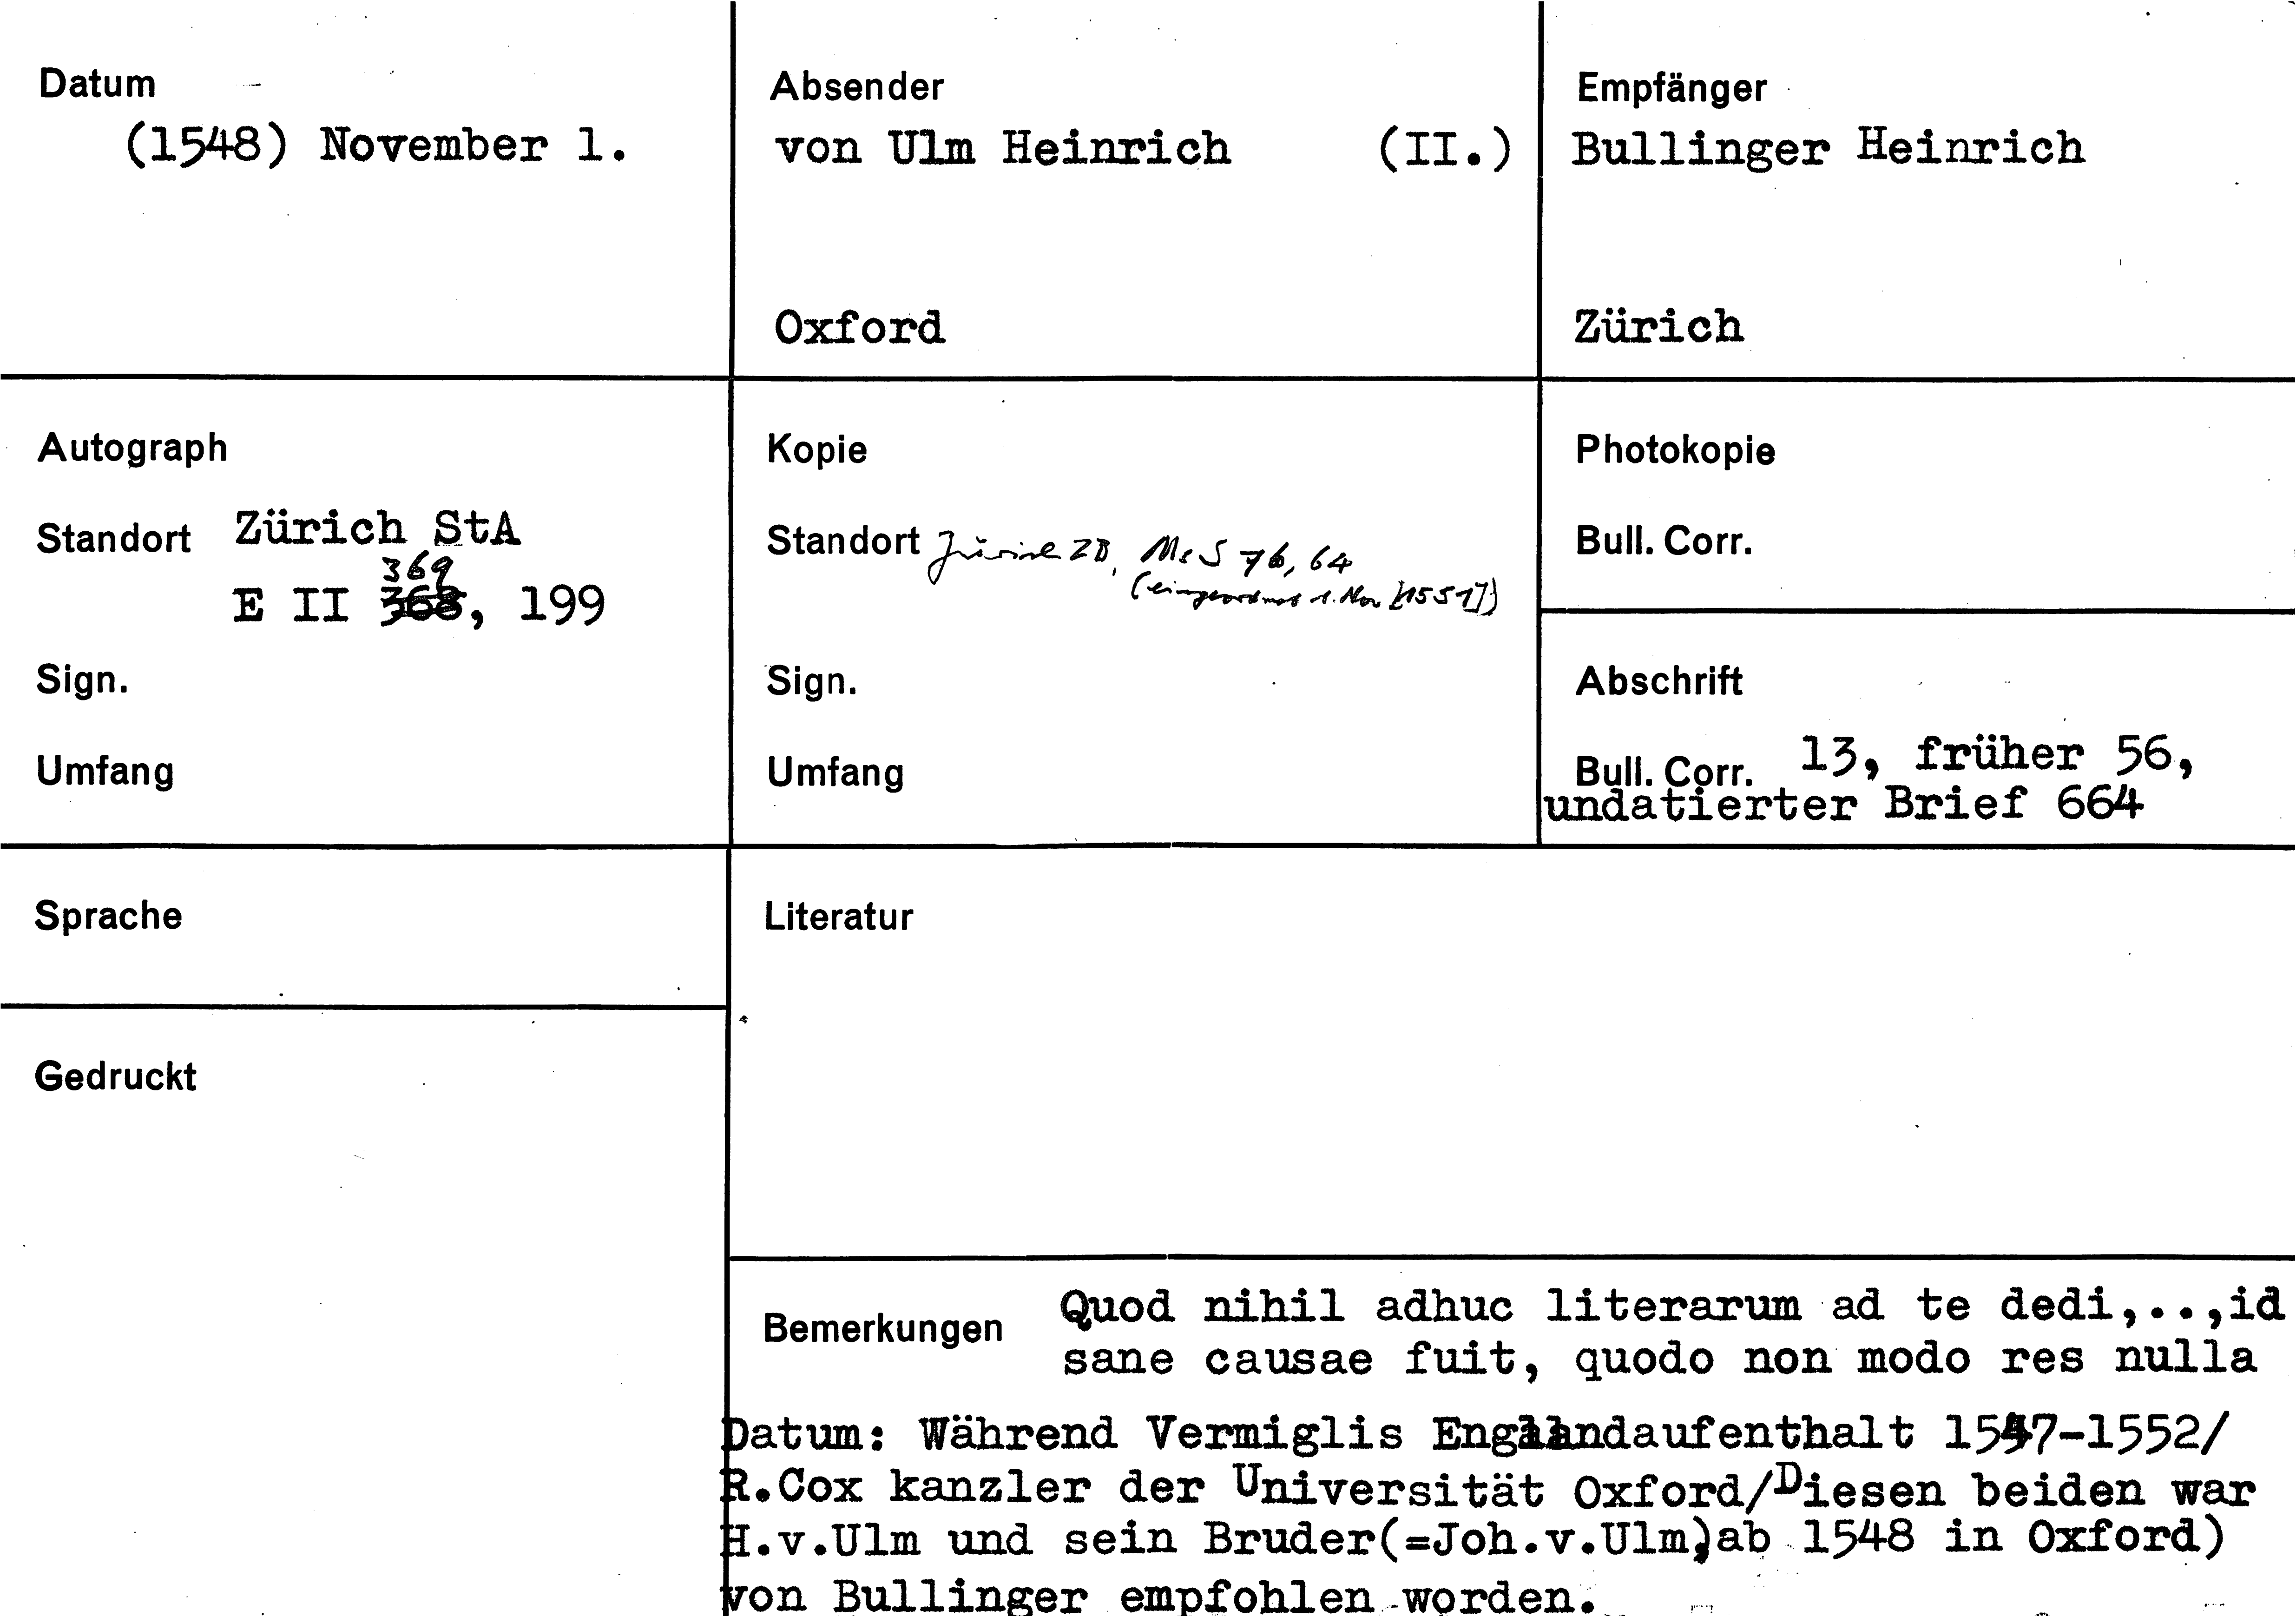 Datum
(1548) November 1.
Absender
von Ulm Heinrich (II.)
Oxford
Empfänger
Bullinger Heinrich
Zürich
Autograph
Standort Zürich StA
369
E II 368, 199
Sign.
Umfang
Kopie
Standort Zürich ZB, Ms S 76, 64
(eingeordnet 1. Nov [1551])
Sign.
Umfang
Photokopie
Bull. Corr.
Abschrift
Bull. Corr. 13, früher 56,
undatierter Brief 664
Sprache
Gedruckt
Literatur
Bemerkungen Quod nihil adhuc literarum ad te dedi,..,id
sane causae fuit, quodo non modo res nulla
Datum: Während Vermiglis Englandaufenthalt 1547-1552/
R.Cox kanzler der Universität Oxford/Diesen beiden war
H.v.Ulm und sein Bruder(=Joh.v.Ulm,ab 1548 in Oxford)
von Bullinger empfohlen worden.